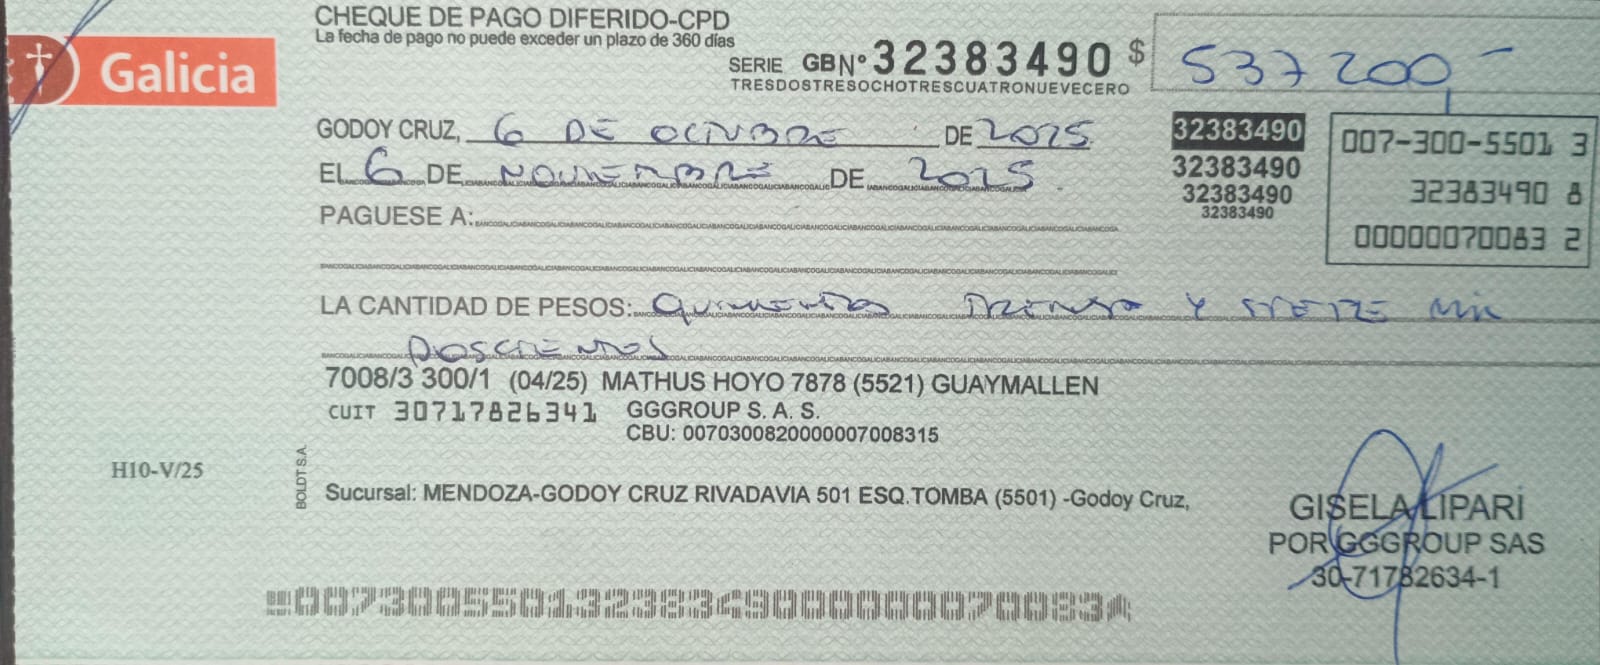 CHEQUE DE PAGO DIFERIDO-CPD
La fecha de pago no puede exceder un plazo de 360 días
Galicia
SERIE GB Nº 32383490 $ 537200,-
TRESDOSTRESOCHOTRESCUATRONUEVECERO
GODOY CRUZ, 6 DE OCTUBRE DE 2025
32383490
007-300-5501 3
EL 6 DE NOVIEMBRE DE 2025.
32383490
32383490 8
32383490
PAGUESE A:
32383490
00000070083 2
LA CANTIDAD DE PESOS: Quinientos TREINTA Y SIETE MIL
DOSCIENTOS
7008/3 300/1 (04/25) MATHUS HOYO 7878 (5521) GUAYMALLEN
CUIT 30717826341 GGGROUP S. A. S.
CBU: 0070300820000007008315
H10-V/25
BOLDT S.A.
Sucursal: MENDOZA-GODOY CRUZ RIVADAVIA 501 ESQ.TOMBA (5501) -Godoy Cruz,
GISELA LIPARI
POR GGGROUP SAS
30-71782634-1